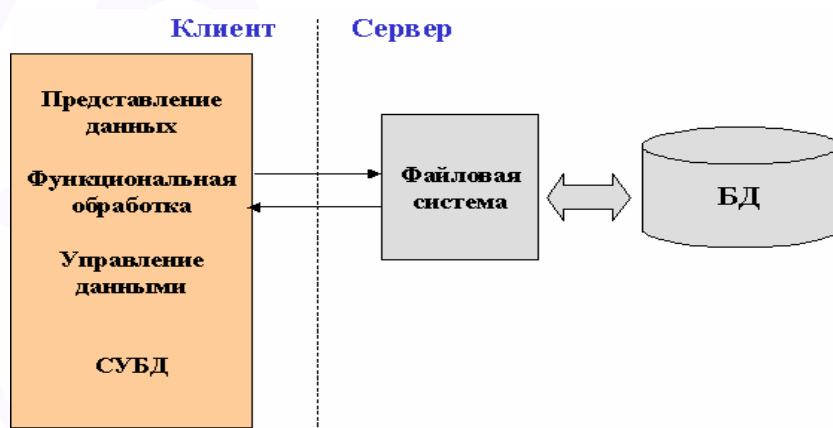 Клиент
Сервер
Представление
данных
Функциональная
обработка
Управление
данными
СУБД
Файловая
система
БД